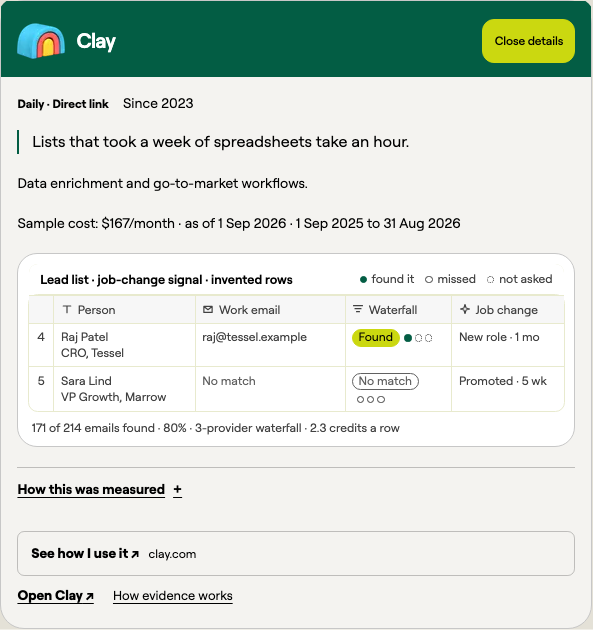 Clay
Close details
Daily · Direct link Since 2023
Lists that took a week of spreadsheets take an hour.
Data enrichment and go-to-market workflows.
Sample cost: $167/month · as of 1 Sep 2026 · 1 Sep 2025 to 31 Aug 2026
Lead list · job-change signal · invented rows
found it missed not asked
Person Work email Waterfall Job change
4 Raj Patel raj@tessel.example Found New role · 1 mo
CRO, Tessel
5 Sara Lind No match No match Promoted · 5 wk
VP Growth, Marrow
171 of 214 emails found · 80% · 3-provider waterfall · 2.3 credits a row
How this was measured +
See how I use it ↗ clay.com
Open Clay ↗ How evidence works